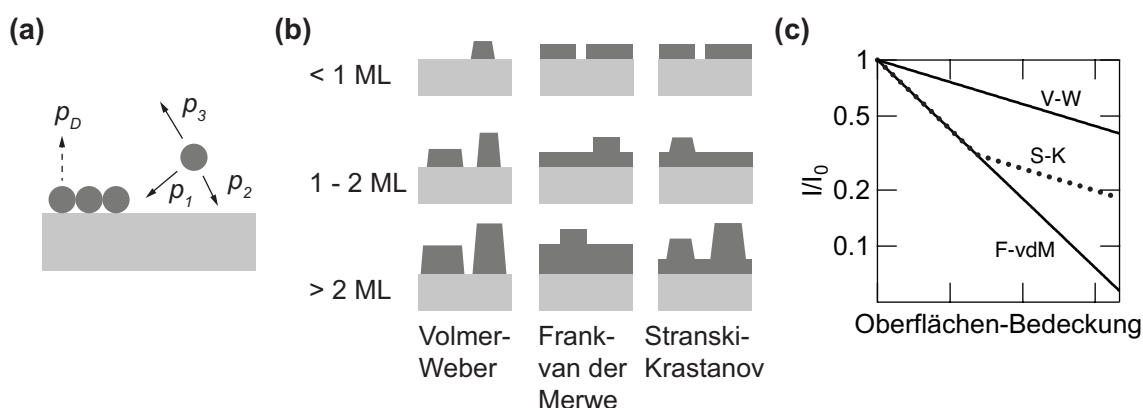 (a)
p_D
p_3
p_1
p_2
(b)
< 1 ML
1 - 2 ML
> 2 ML
Volmer-
Weber
Frank-
van der
Merwe
Stranski-
Krastanov
(c)
1
0.5
0.2
0.1
I/I_0
V-W
S-K
F-vdM
Oberflächen-Bedeckung